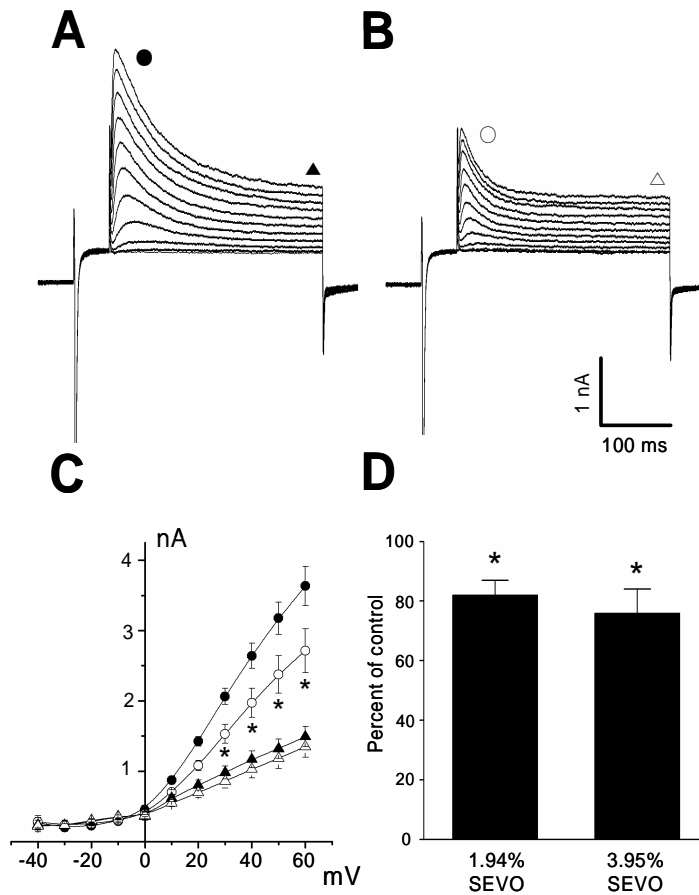 A
B
1 nA
100 ms
C
D
nA
4
3
2
1
* * * *
-40 -20 0 20 40 60
mV
Percent of control
100
80
60
40
20
0
* *
1.94% SEVO
3.95% SEVO